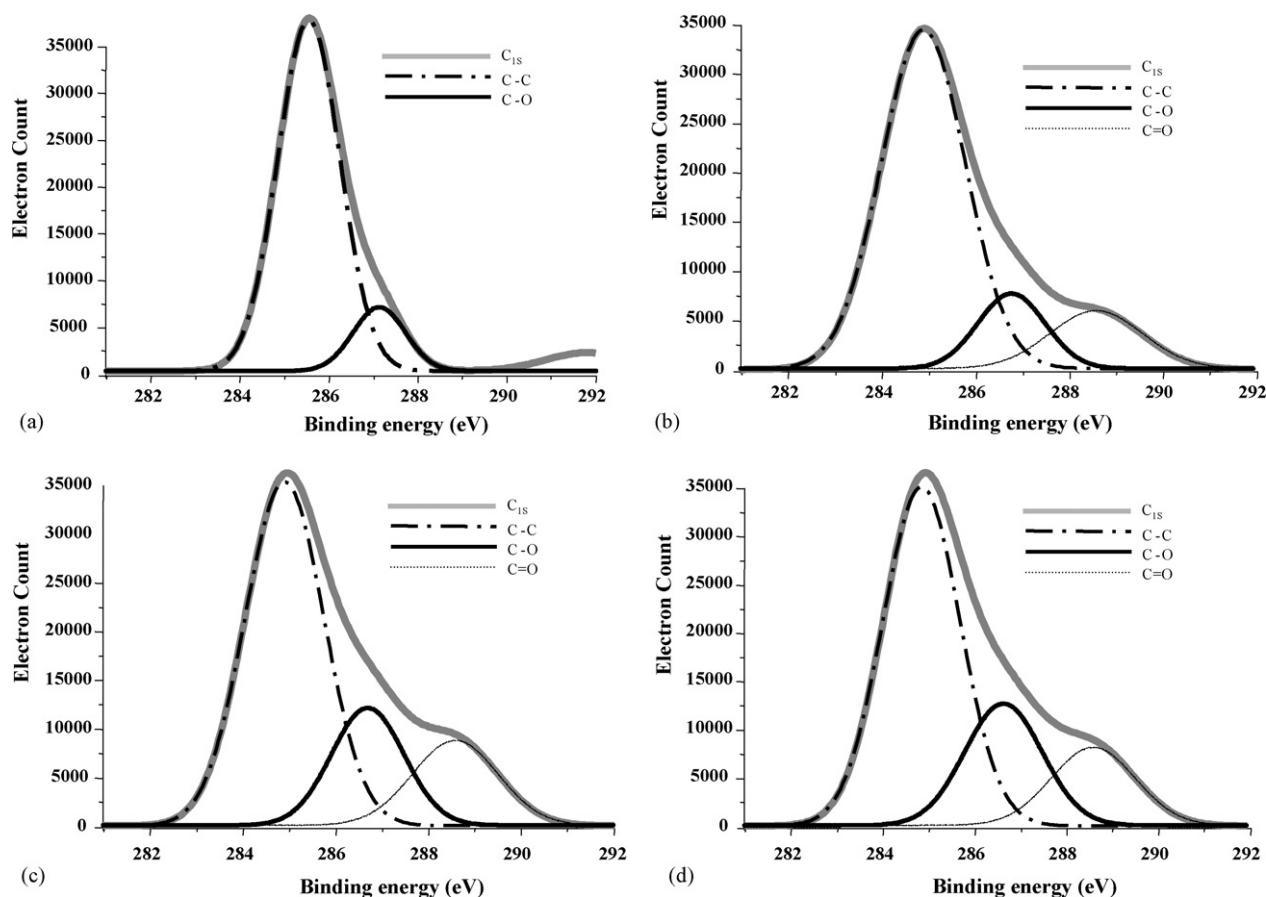 35000
30000
25000
20000
15000
10000
5000
0
Electron Count
C1S
C-C
C-O
282 284 286 288 290 292
Binding energy (eV)
(a)
35000
30000
25000
20000
15000
10000
5000
0
Electron Count
C1S
C-C
C-O
C=O
282 284 286 288 290 292
Binding energy (eV)
(b)
35000
30000
25000
20000
15000
10000
5000
0
Electron Count
C1S
C-C
C-O
C=O
282 284 286 288 290 292
Binding energy (eV)
(c)
35000
30000
25000
20000
15000
10000
5000
0
Electron Count
C1S
C-C
C-O
C=O
282 284 286 288 290 292
Binding energy (eV)
(d)